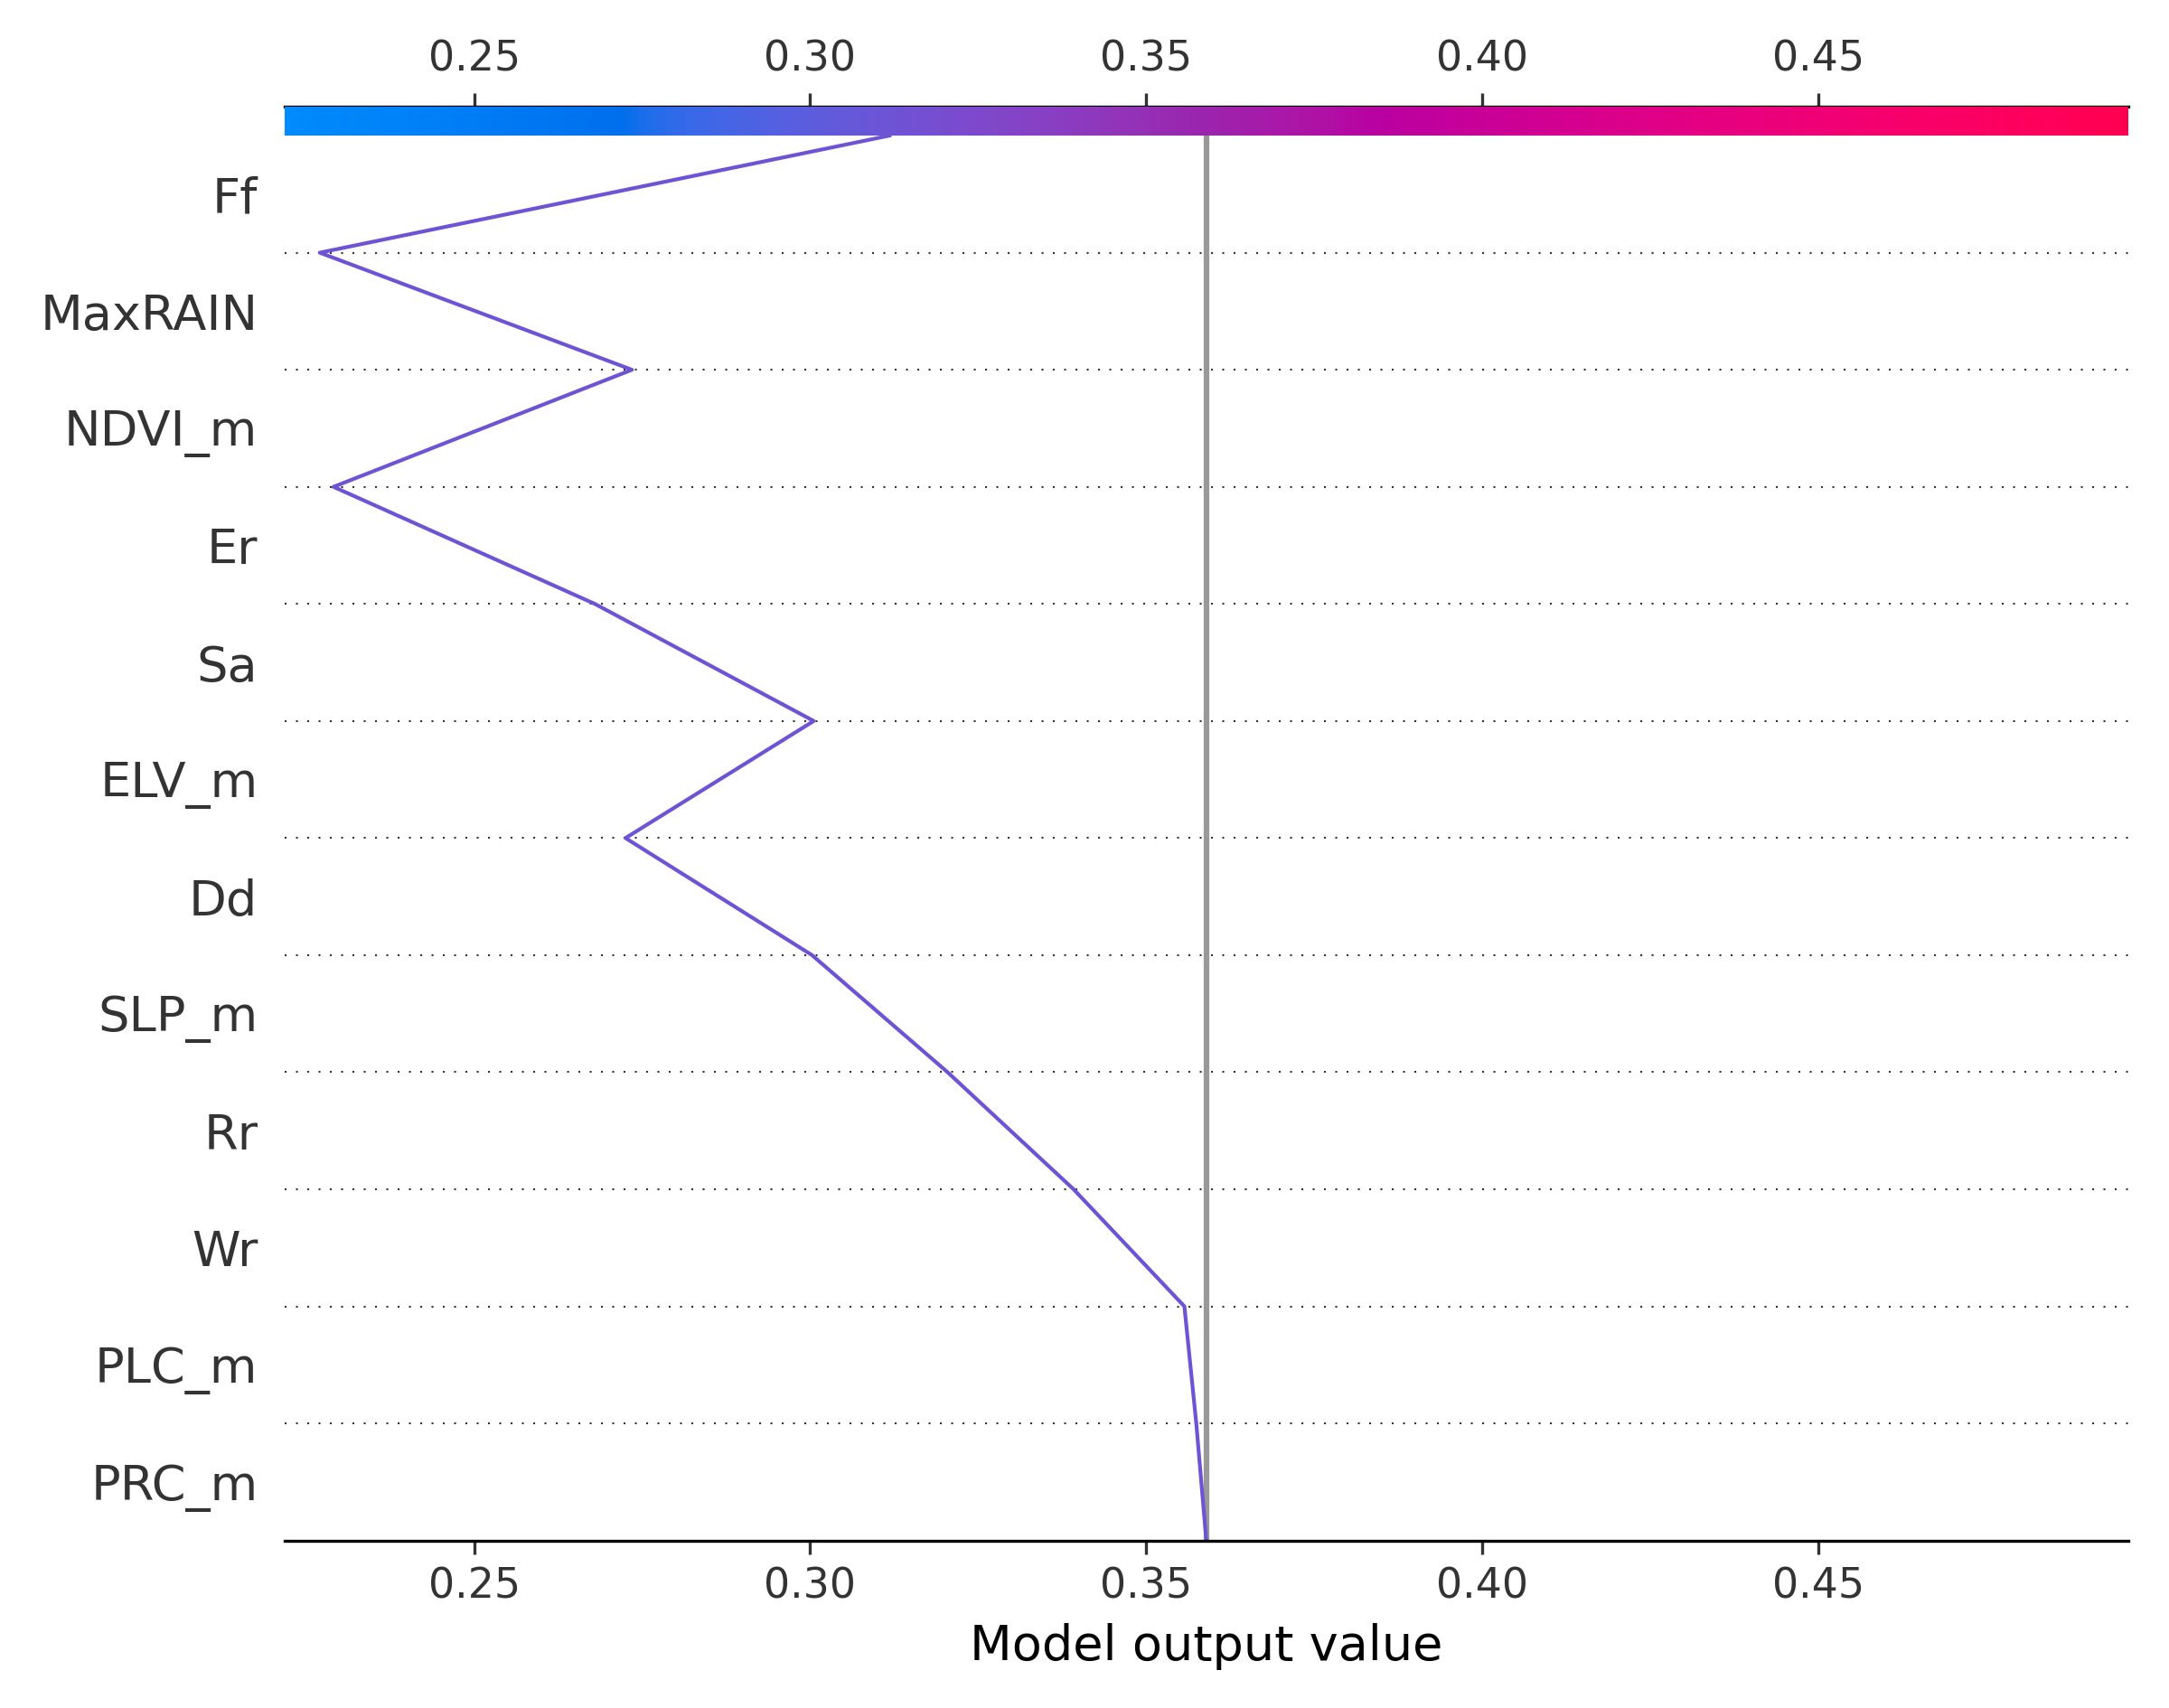 0.25 0.30 0.35 0.40 0.45
Ff
MaxRAIN
NDVI_m
Er
Sa
ELV_m
Dd
SLP_m
Rr
Wr
PLC_m
PRC_m
0.25 0.30 0.35 0.40 0.45
Model output value